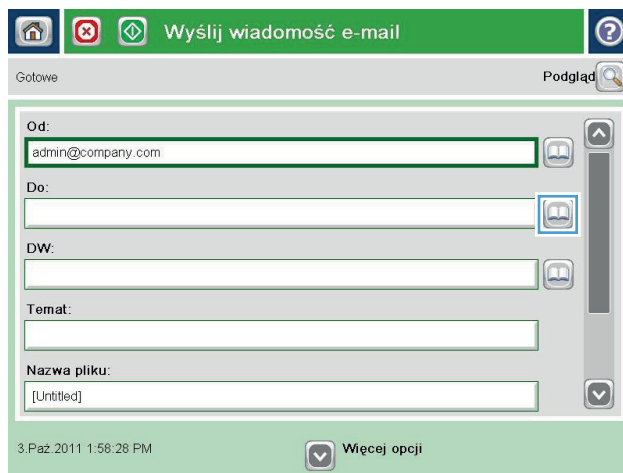 Wyślij wiadomość e-mail
?
Gotowe
Podgląd
Od:
admin@company.com
Do:
DW:
Temat:
Nazwa pliku:
[Untitled]
3.Paź.2011 1:58:28 PM
Więcej opcji